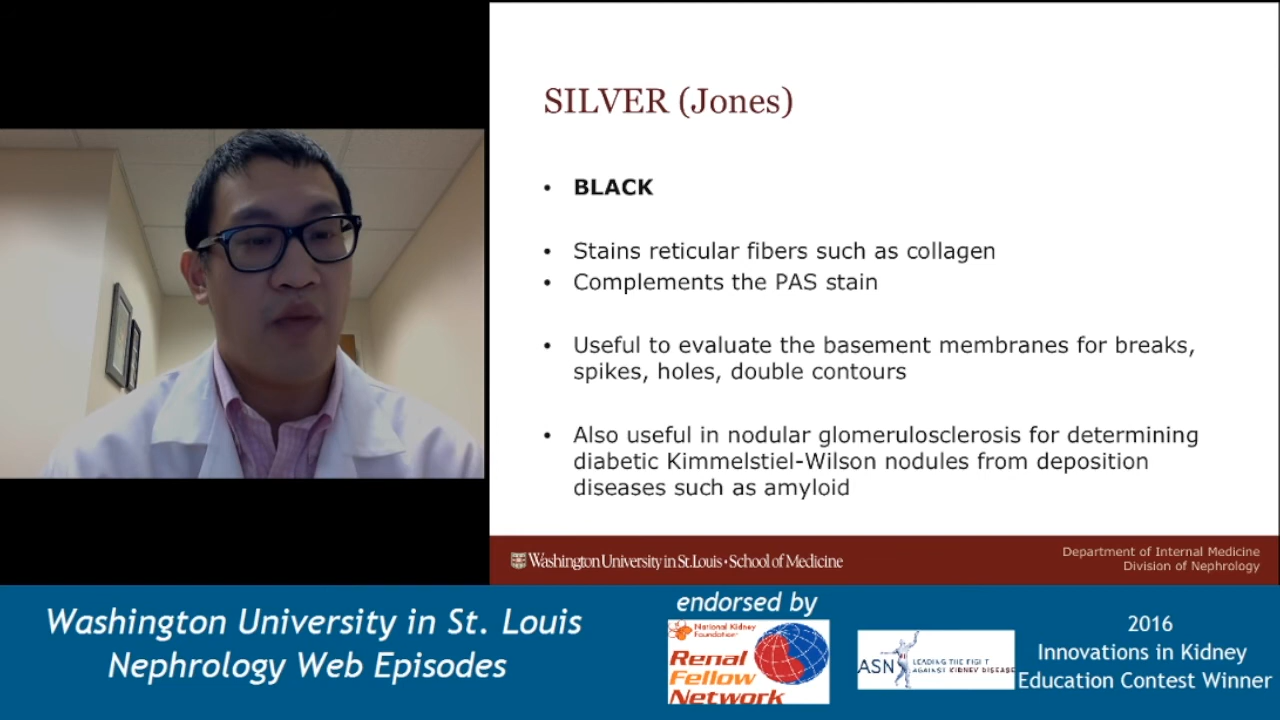 SILVER (Jones)
• BLACK
• Stains reticular fibers such as collagen
• Complements the PAS stain
• Useful to evaluate the basement membranes for breaks,
spikes, holes, double contours
• Also useful in nodular glomerulosclerosis for determining
diabetic Kimmelstiel-Wilson nodules from deposition
diseases such as amyloid
Washington University in St. Louis • School of Medicine
Department of Internal Medicine
Division of Nephrology
Washington University in St. Louis
Nephrology Web Episodes
endorsed by
National Kidney
Foundation
Renal
Fellow
Network
ASN
LEADING THE FIGHT
AGAINST KIDNEY DISEASE
2016
Innovations in Kidney
Education Contest Winner